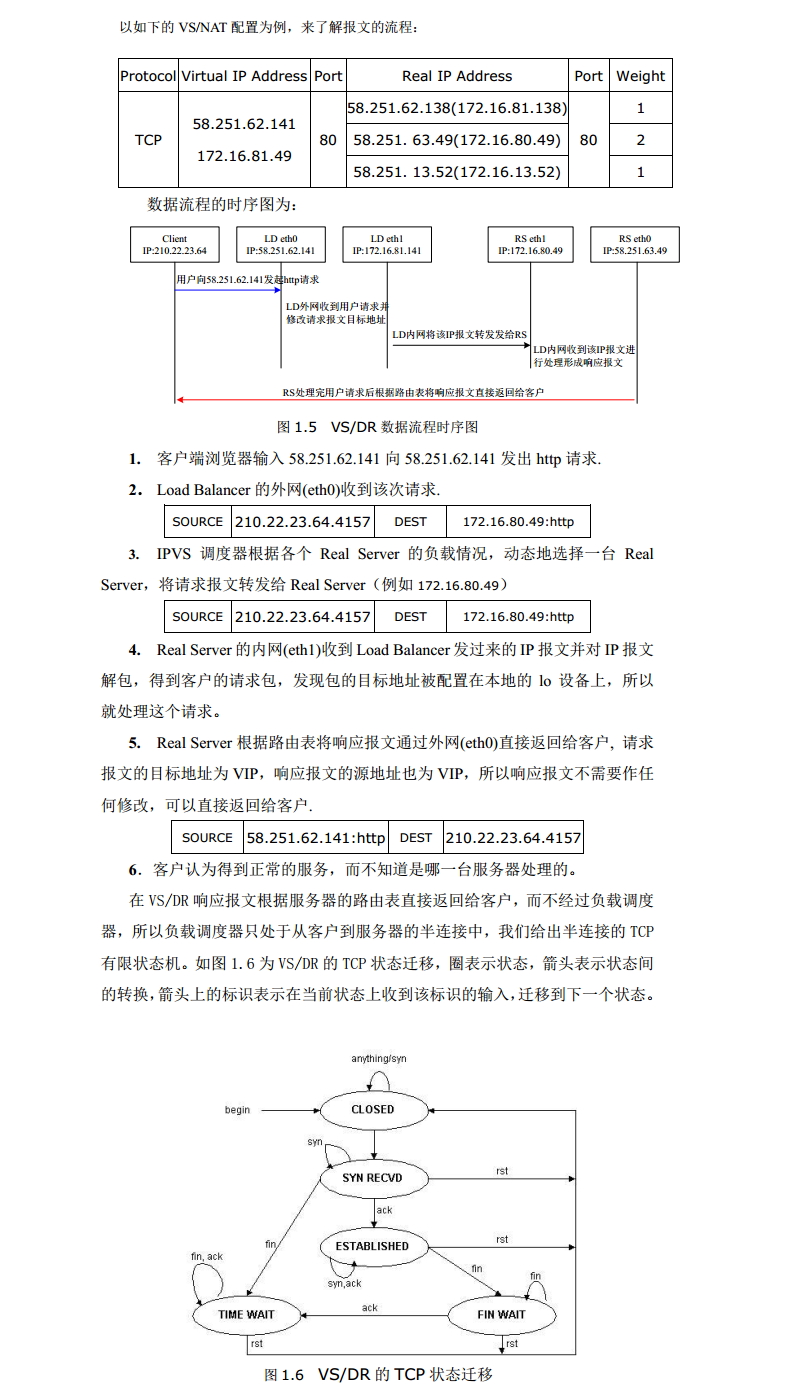 以如下的 VS/NAT 配置为例，来了解报文的流程：
Protocol Virtual IP Address Port Real IP Address Port Weight
TCP
58.251.62.141
172.16.81.49
80
58.251.62.138(172.16.81.138)
58.251. 63.49(172.16.80.49)
58.251. 13.52(172.16.13.52)
80
1
2
1
数据流程的时序图为：
Client
IP:210.22.23.64
LD eth0
IP:58.251.62.141
LD eth1
IP:172.16.81.141
RS eth1
IP:172.16.80.49
RS eth0
IP:58.251.63.49
用户向58.251.62.141发起http请求
LD外网收到用户请求并
修改请求报文目标地址
LD内网将该IP报文转发发给RS
LD内网收到该IP报文进
行处理形成响应报文
RS处理完用户请求后根据路由表将响应报文直接返回给客户
图 1.5 VS/DR 数据流程时序图
1. 客户端浏览器输入 58.251.62.141 向 58.251.62.141 发出 http 请求.
2. Load Balancer 的外网(eth0)收到该次请求.
SOURCE 210.22.23.64.4157 DEST 172.16.80.49:http
3. IPVS 调度器根据各个 Real Server 的负载情况，动态地选择一台 Real
Server，将请求报文转发给 Real Server（例如 172.16.80.49）
SOURCE 210.22.23.64.4157 DEST 172.16.80.49:http
4. Real Server 的内网(eth1)收到 Load Balancer 发过来的 IP 报文并对 IP 报文
解包，得到客户的请求包，发现包的目标地址被配置在本地的 lo 设备上，所以
就处理这个请求。
5. Real Server 根据路由表将响应报文通过外网(eth0)直接返回给客户, 请求
报文的目标地址为 VIP，响应报文的源地址也为 VIP，所以响应报文不需要作任
何修改，可以直接返回给客户.
SOURCE 58.251.62.141:http DEST 210.22.23.64.4157
6．客户认为得到正常的服务，而不知道是哪一台服务器处理的。
在 VS/DR 响应报文根据服务器的路由表直接返回给客户，而不经过负载调度
器，所以负载调度器只处于从客户到服务器的半连接中，我们给出半连接的 TCP
有限状态机。如图 1.6 为 VS/DR 的 TCP 状态迁移，圈表示状态，箭头表示状态间
的转换，箭头上的标识表示在当前状态上收到该标识的输入，迁移到下一个状态。
anything/syn
begin
CLOSED
syn
SYN RECVD
rst
ack
fin
ESTABLISHED
rst
fin, ack
syn,ack
fin
fin
TIME WAIT
ack
FIN WAIT
rst
rst
图 1.6 VS/DR 的 TCP 状态迁移